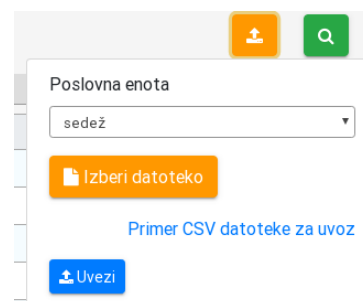 Poslovna enota
sedež
Izberi datoteko
Primer CSV datoteke za uvoz
Uvezi